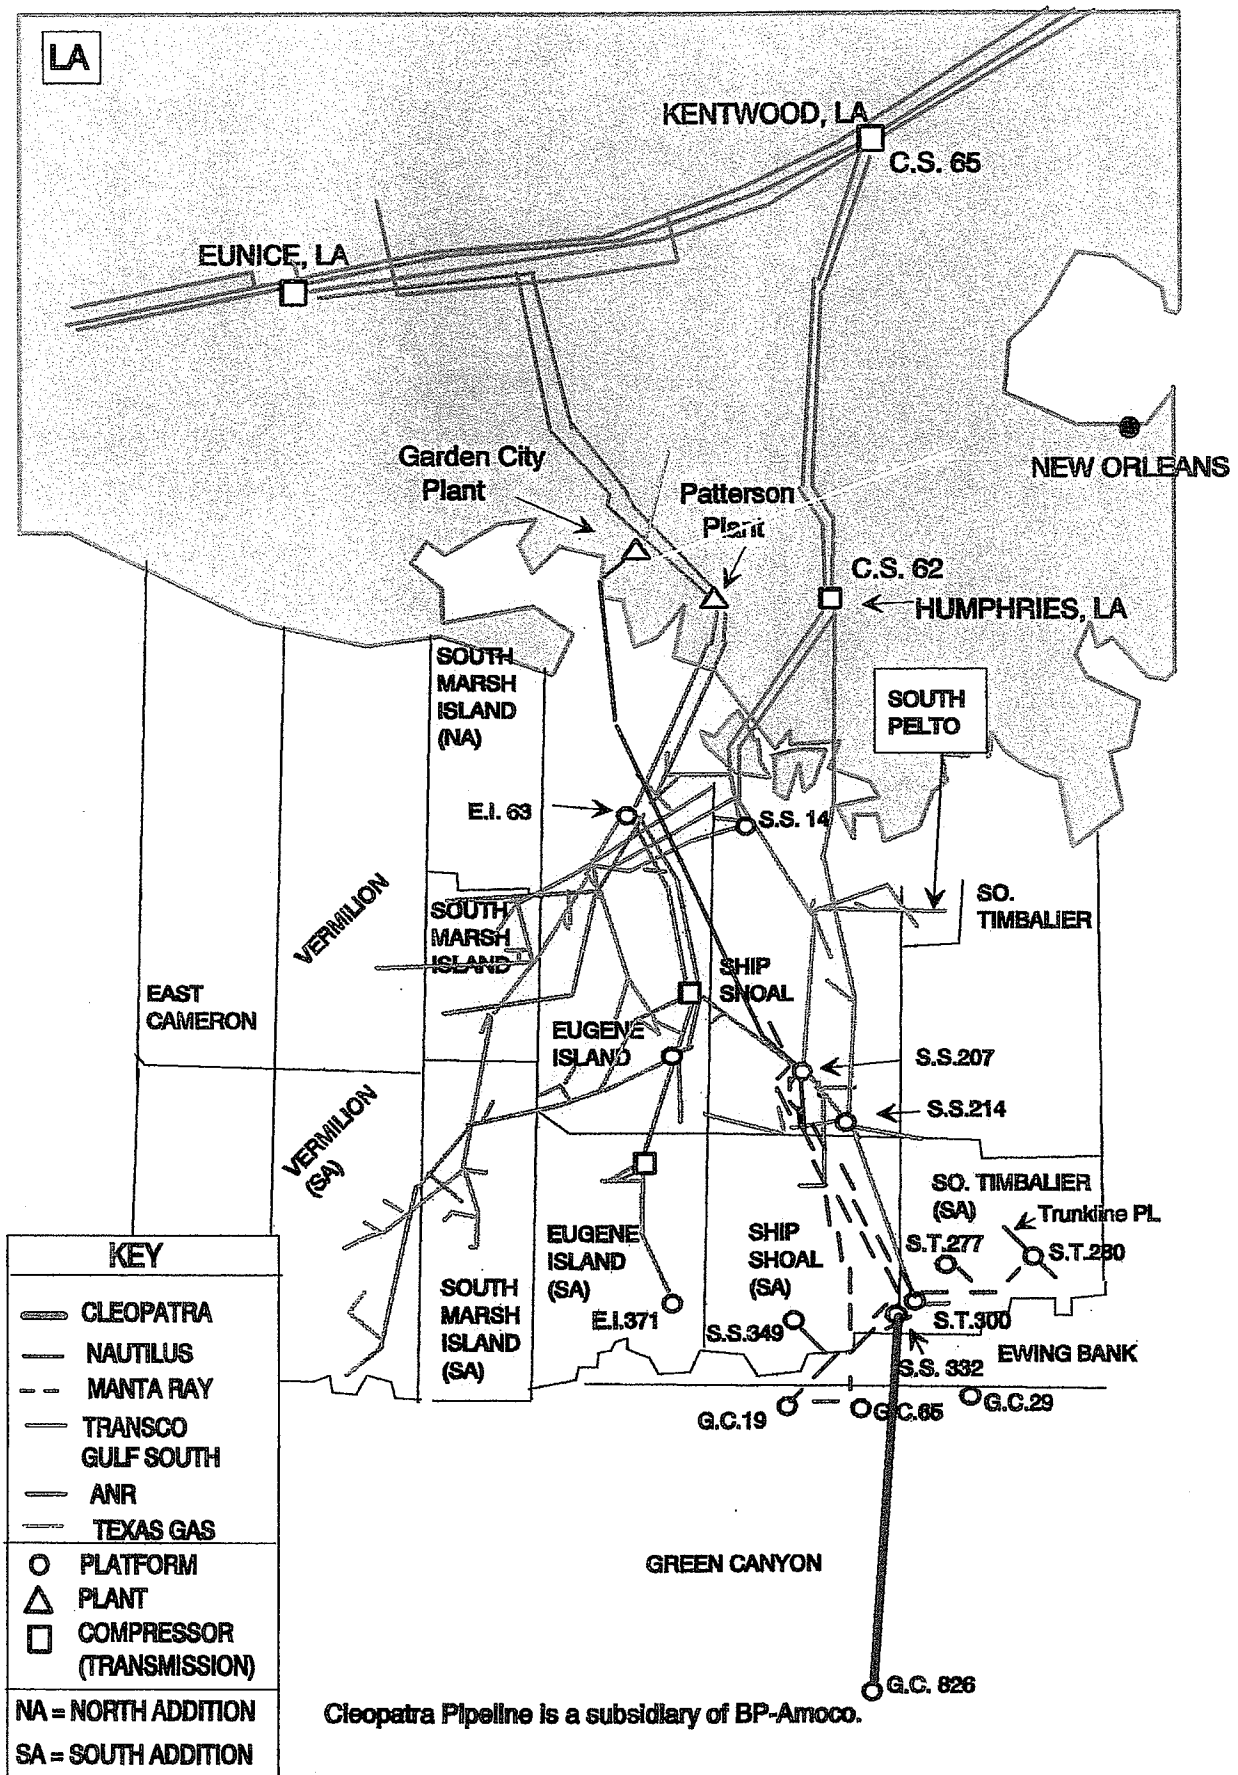 LA
KENTWOOD, LA
C.S. 65
EUNICE, LA
Garden City
Plant
Patterson
Plant
NEW ORLEANS
C.S. 62
HUMPHRIES, LA
SOUTH
MARSH
ISLAND
(NA)
SOUTH
PELTO
E.I. 63
S.S. 14
VERMILION
SOUTH
MARSH
ISLAND
SO.
TIMBALIER
EAST
CAMERON
SHIP
SHOAL
EUGENE
ISLAND
S.S.207
S.S.214
VERMILION
(SA)
SO. TIMBALIER
(SA)
Trunkline PL
S.T.277
S.T.280
EUGENE
ISLAND
(SA)
SHIP
SHOAL
(SA)
SOUTH
MARSH
ISLAND
(SA)
E.I.371
S.S.349
S.T.300
S.S. 332
EWING BANK
G.C.19
G.C.65
G.C.29
GREEN CANYON
G.C. 826
KEY
CLEOPATRA
NAUTILUS
MANTA RAY
TRANSCO
GULF SOUTH
ANR
TEXAS GAS
PLATFORM
PLANT
COMPRESSOR
(TRANSMISSION)
NA = NORTH ADDITION
SA = SOUTH ADDITION
Cleopatra Pipeline is a subsidiary of BP-Amoco.